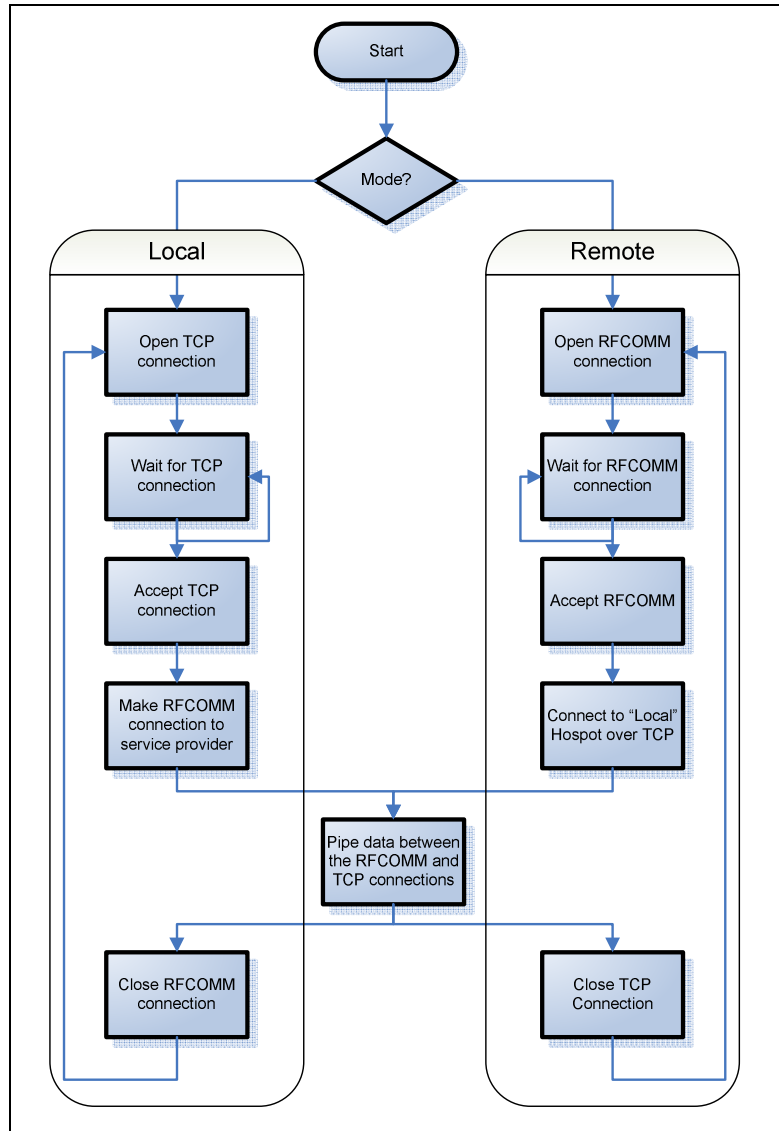 Start
Mode?
Local
Open TCP
connection
Wait for TCP
connection
Accept TCP
connection
Make RFCOMM
connection to
service provider
Remote
Open RFCOMM
connection
Wait for RFCOMM
connection
Accept RFCOMM
Connect to “Local”
Hospot over TCP
Pipe data between
the RFCOMM and
TCP connections
Close RFCOMM
connection
Close TCP
Connection